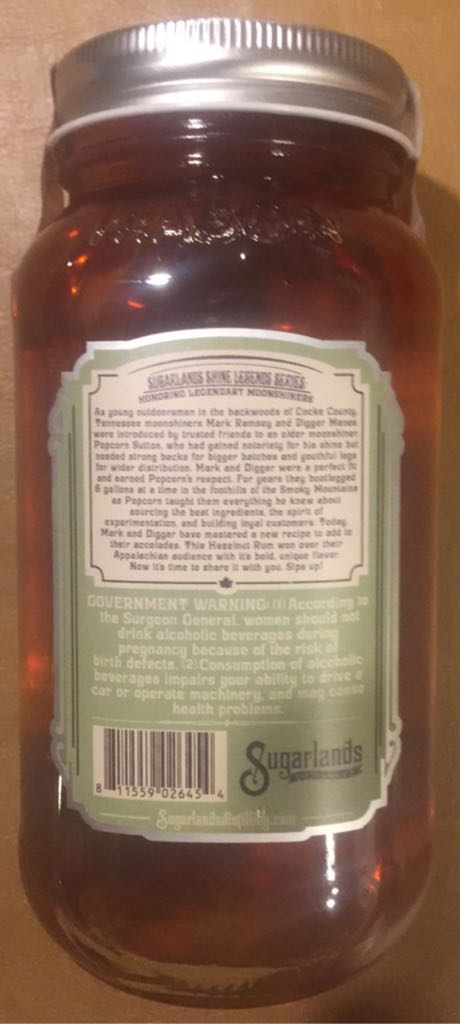 SUGARLANDS SHINE LEGENDS SERIES
HONORING LEGENDARY MOONSHINERS
As young outdoorsmen in the backwoods of Cocke County,
Tennessee moonshiners Mark Ramsey and Digger Manes
were introduced by trusted friends to an older moonshiner,
Popcorn Sutton, who had gained notoriety for his shine but
needed strong backs for bigger batches and youthful legs
for wider distribution. Mark and Digger were a perfect fit
and earned Popcorn's respect. For years they bootlegged
6 gallons at a time in the foothills of the Smoky Mountains
as Popcorn taught them everything he knew about
sourcing the best ingredients, the spirit of
experimentation, and building loyal customers. Today,
Mark and Digger have mastered a new recipe to add to
their accolades. This Hazelnut Rum won over their
Appalachian audience with it's bold, unique flavor.
Now it's time to share it with you. Sips up!
GOVERNMENT WARNING: (1) According to
the Surgeon General, women should not
drink alcoholic beverages during
pregnancy because of the risk of
birth defects. (2) Consumption of alcoholic
beverages impairs your ability to drive a
car or operate machinery, and may cause
health problems.
8 11559 02645 4
Sugarlands
SugarlandsDistilling.com